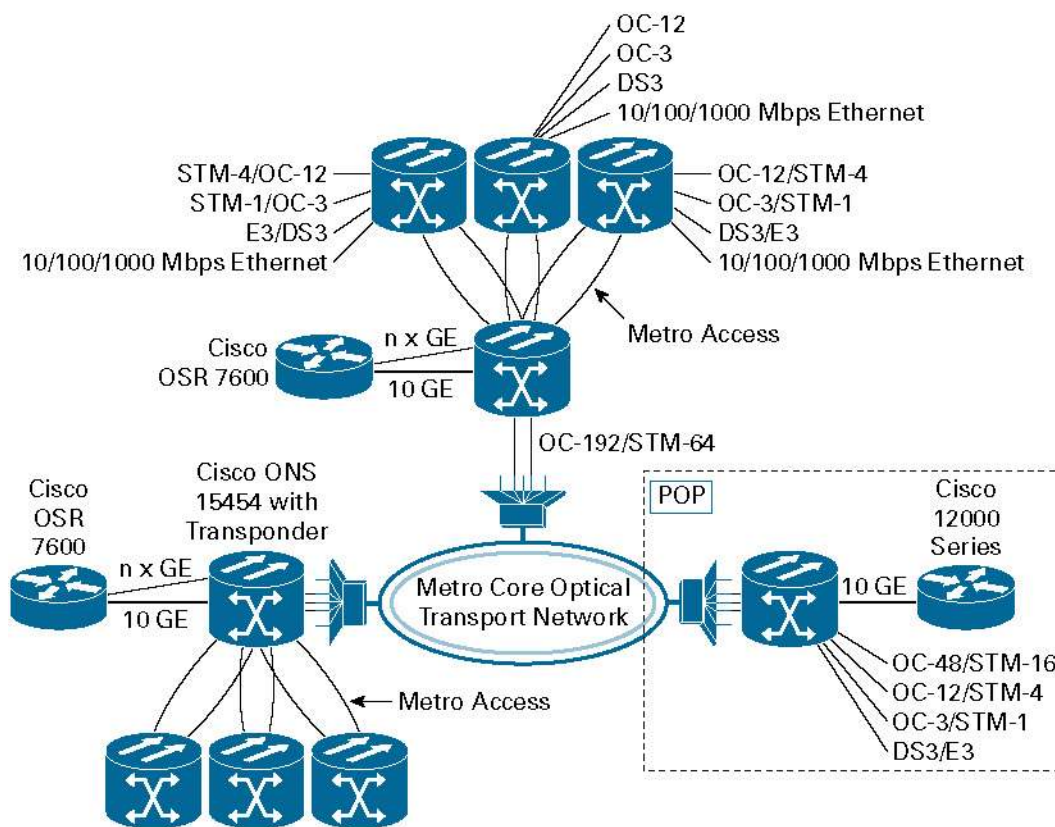 OC-12
OC-3
DS3
10/100/1000 Mbps Ethernet
STM-4/OC-12
STM-1/OC-3
E3/DS3
10/100/1000 Mbps Ethernet
OC-12/STM-4
OC-3/STM-1
DS3/E3
10/100/1000 Mbps Ethernet
Metro Access
Cisco
OSR 7600
n x GE
10 GE
OC-192/STM-64
Cisco ONS
15454 with
Transponder
Cisco
OSR
7600
n x GE
10 GE
Metro Core Optical
Transport Network
POP
Cisco
12000
Series
10 GE
OC-48/STM-16
OC-12/STM-4
OC-3/STM-1
DS3/E3
Metro Access